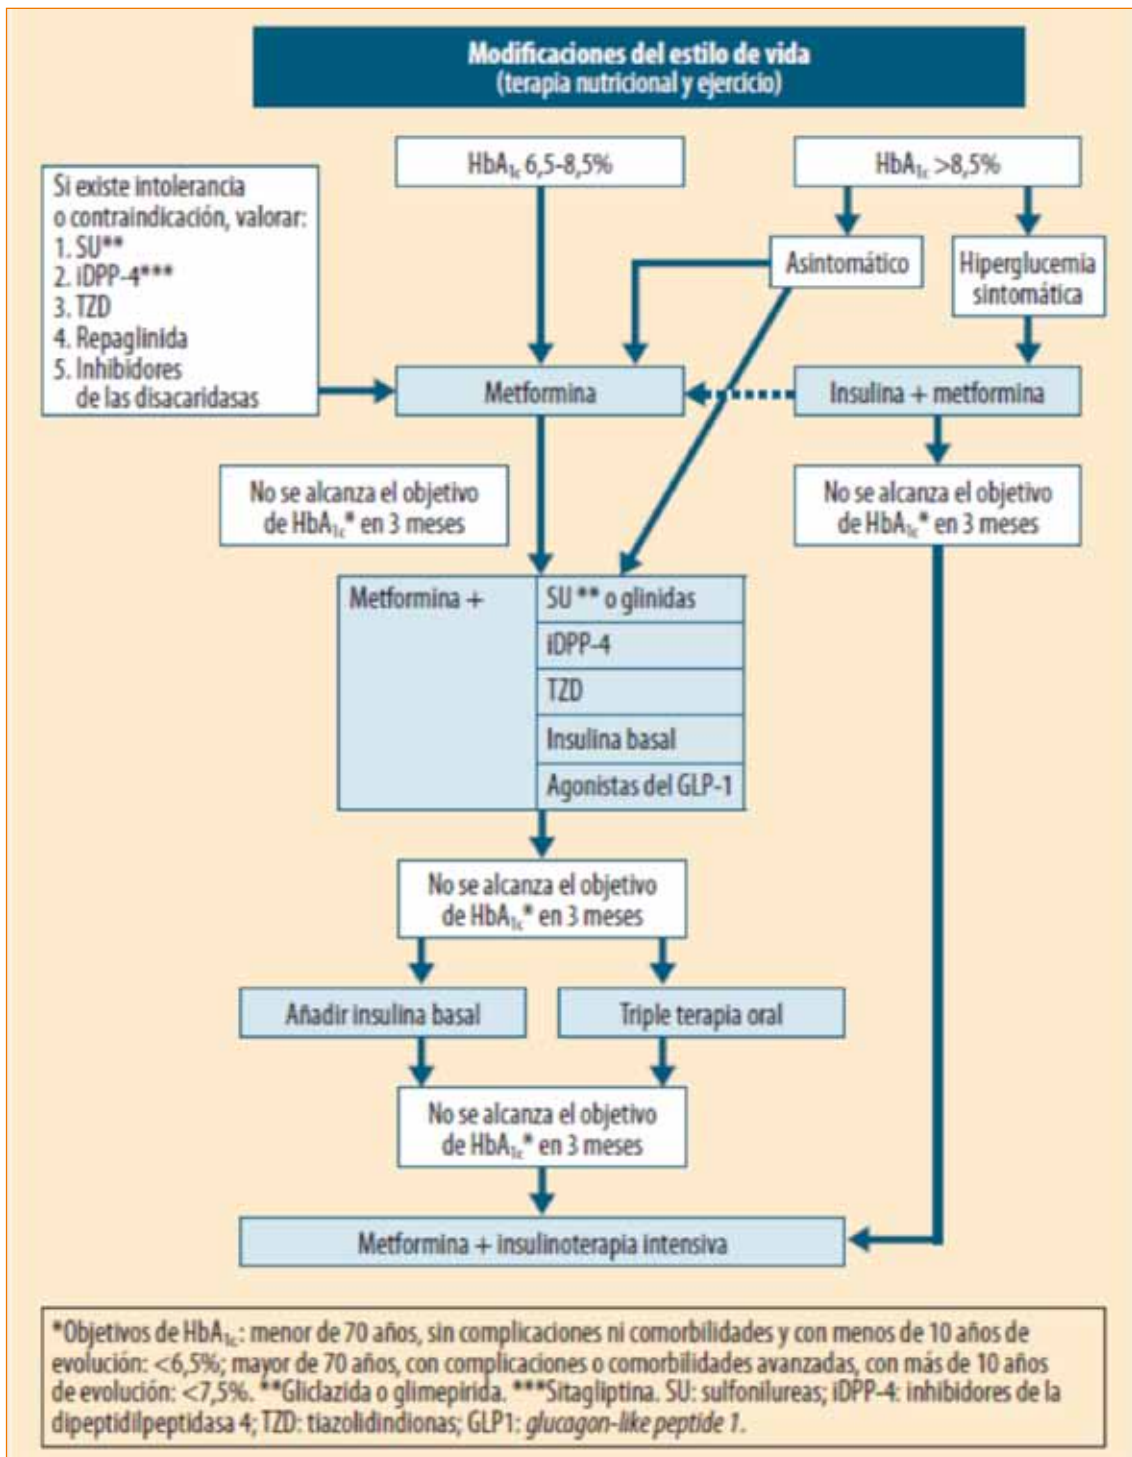 Modificaciones del estilo de vida
(terapia nutricional y ejercicio)
HbA1c 6,5-8,5%
HbA1c >8,5%
Si existe intolerancia
o contraindicación, valorar:
1. SU**
2. iDPP-4***
3. TZD
4. Repaglinida
5. Inhibidores
de las disacaridasas
Asintomático
Hiperglucemia
sintomática
Metformina
Insulina + metformina
No se alcanza el objetivo
de HbA1c* en 3 meses
No se alcanza el objetivo
de HbA1c* en 3 meses
Metformina +
SU ** o glinidas
iDPP-4
TZD
Insulina basal
Agonistas del GLP-1
No se alcanza el objetivo
de HbA1c* en 3 meses
Añadir insulina basal
Triple terapia oral
No se alcanza el objetivo
de HbA1c* en 3 meses
Metformina + insulinoterapia intensiva
*Objetivos de HbA1c: menor de 70 años, sin complicaciones ni comorbilidades y con menos de 10 años de
evolución: <6,5%; mayor de 70 años, con complicaciones o comorbilidades avanzadas, con más de 10 años
de evolución: <7,5%. **Gliclazida o glimepirida. ***Sitagliptina. SU: sulfonilureas; iDPP-4: inhibidores de la
dipeptidilpeptidasa 4; TZD: tiazolidindionas; GLP1: glucagon-like peptide 1.